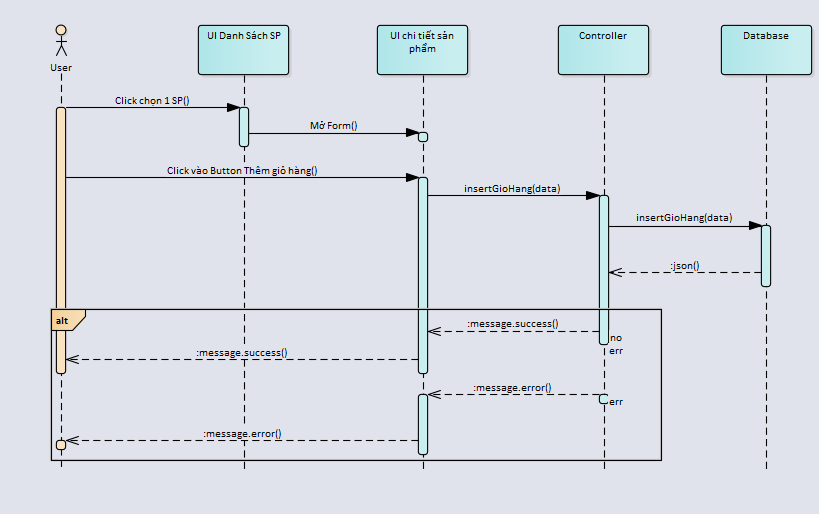 UI Danh Sách SP
UI chi tiết sàn
phẩm
Controller
Database
User
Click chọn 1 SP()
Mở Form()
Click vào Button Thêm giỏ hàng()
insertGioHang(data)
insertGioHang(data)
:json()
alt
:message.success()
no
err
:message.success()
:message.error()
err
:message.error()